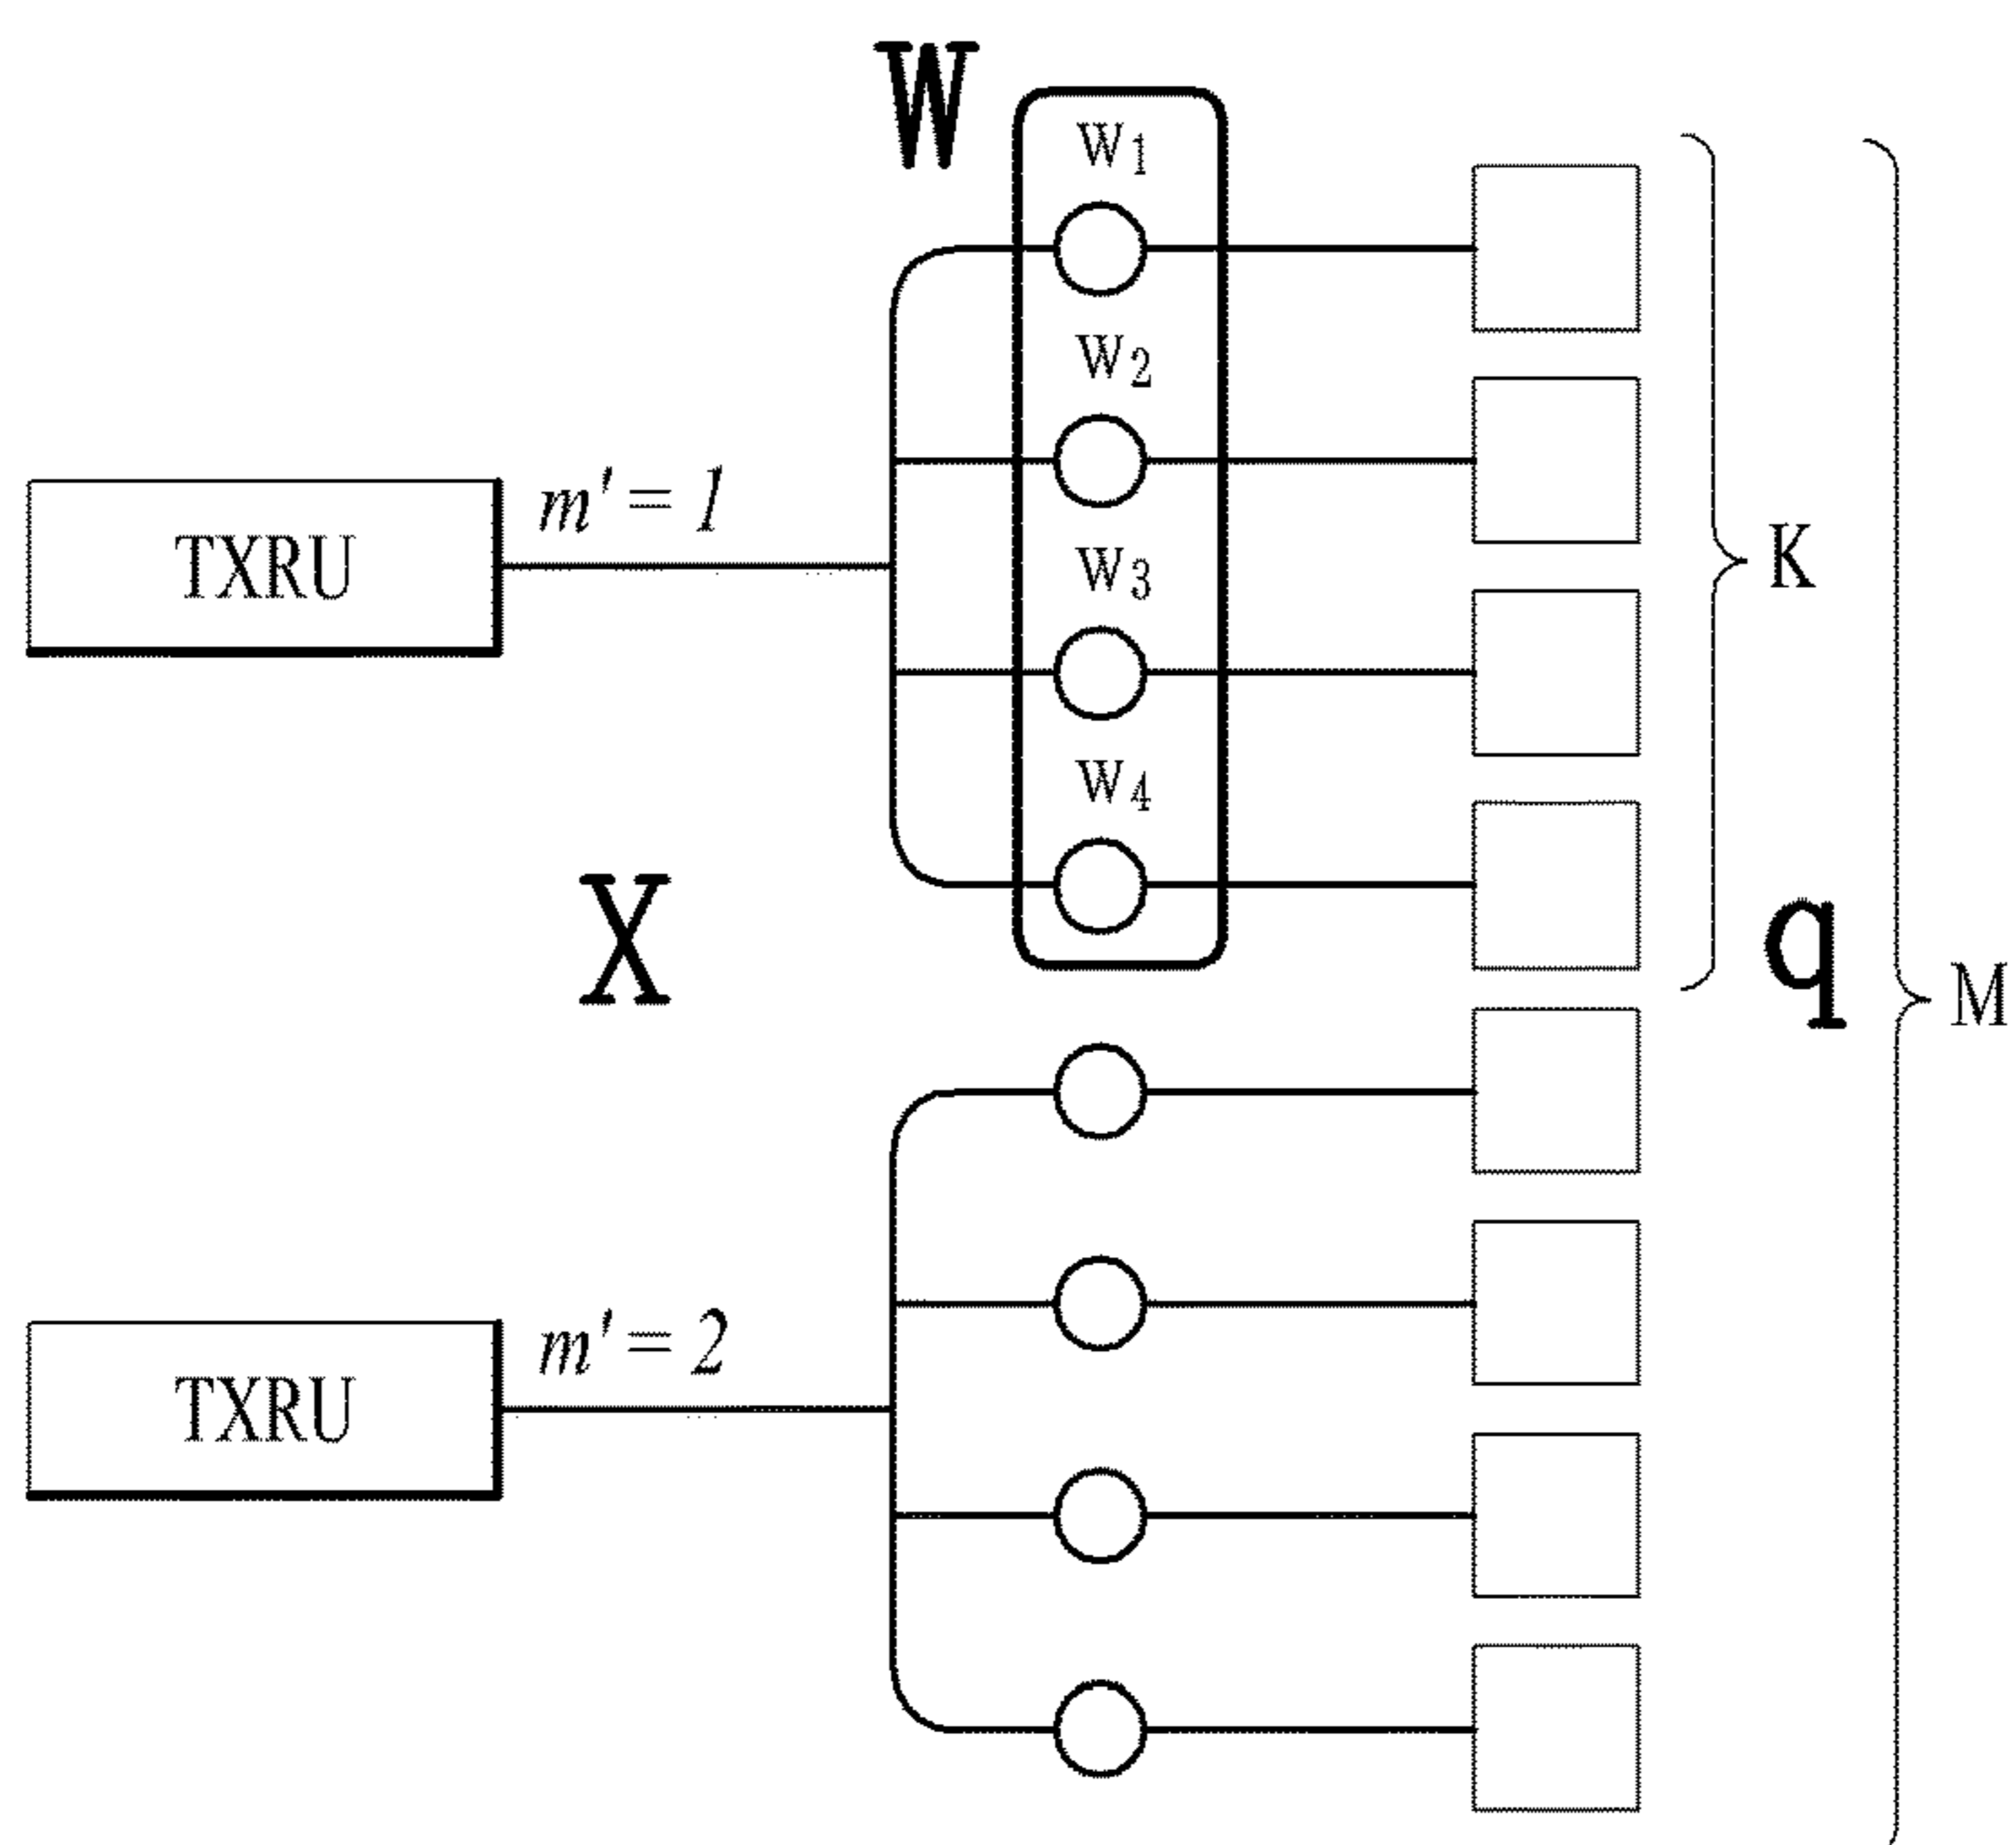 W
w₁
w₂
m' = 1
TXRU
K
w₃
w₄
X
q
M
m' = 2
TXRU